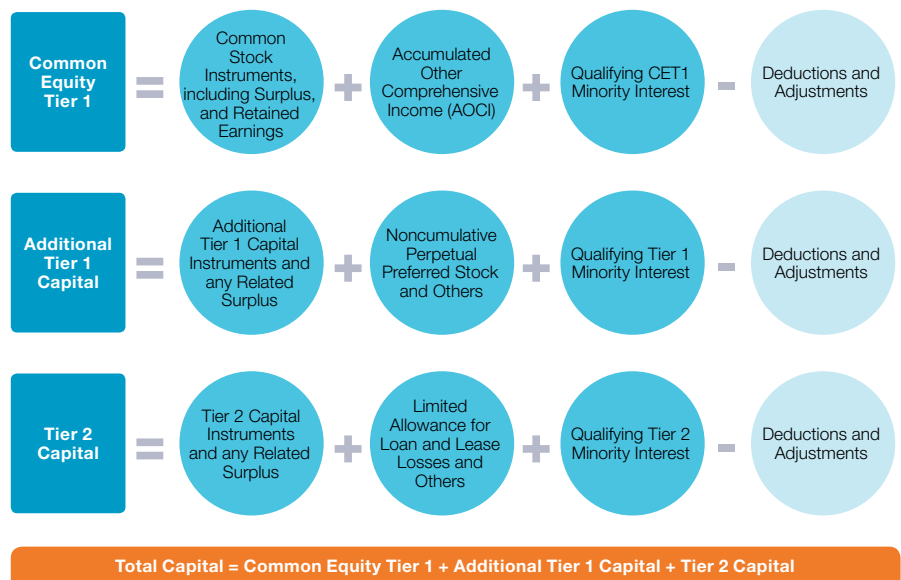 Common
Equity
Tier 1
=
Common
Stock
Instruments,
including Surplus,
and Retained
Earnings
+
Accumulated
Other
Comprehensive
Income (AOCI)
+
Qualifying CET1
Minority Interest
-
Deductions and
Adjustments
Additional
Tier 1
Capital
=
Additional
Tier 1 Capital
Instruments and
any Related
Surplus
+
Noncumulative
Perpetual
Preferred Stock
and Others
+
Qualifying Tier 1
Minority Interest
-
Deductions and
Adjustments
Tier 2
Capital
=
Tier 2 Capital
Instruments
and any Related
Surplus
+
Limited
Allowance for
Loan and Lease
Losses and
Others
+
Qualifying Tier 2
Minority Interest
-
Deductions and
Adjustments
Total Capital = Common Equity Tier 1 + Additional Tier 1 Capital + Tier 2 Capital